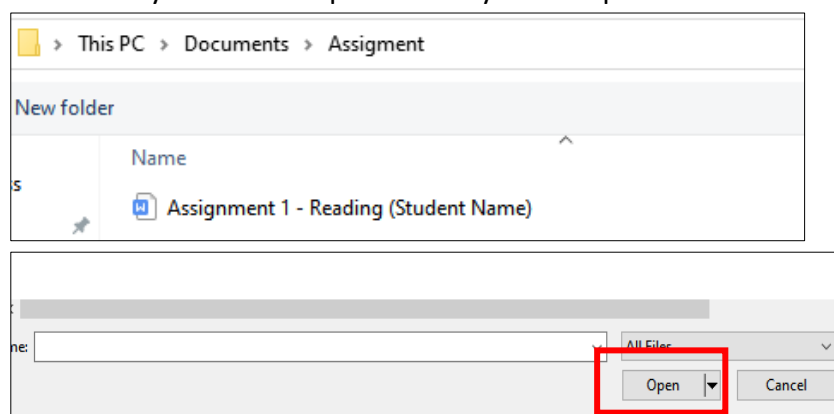 This PC > Documents > Assigment
New folder
Name
Assignment 1 - Reading (Student Name)
All Files
Open
Cancel